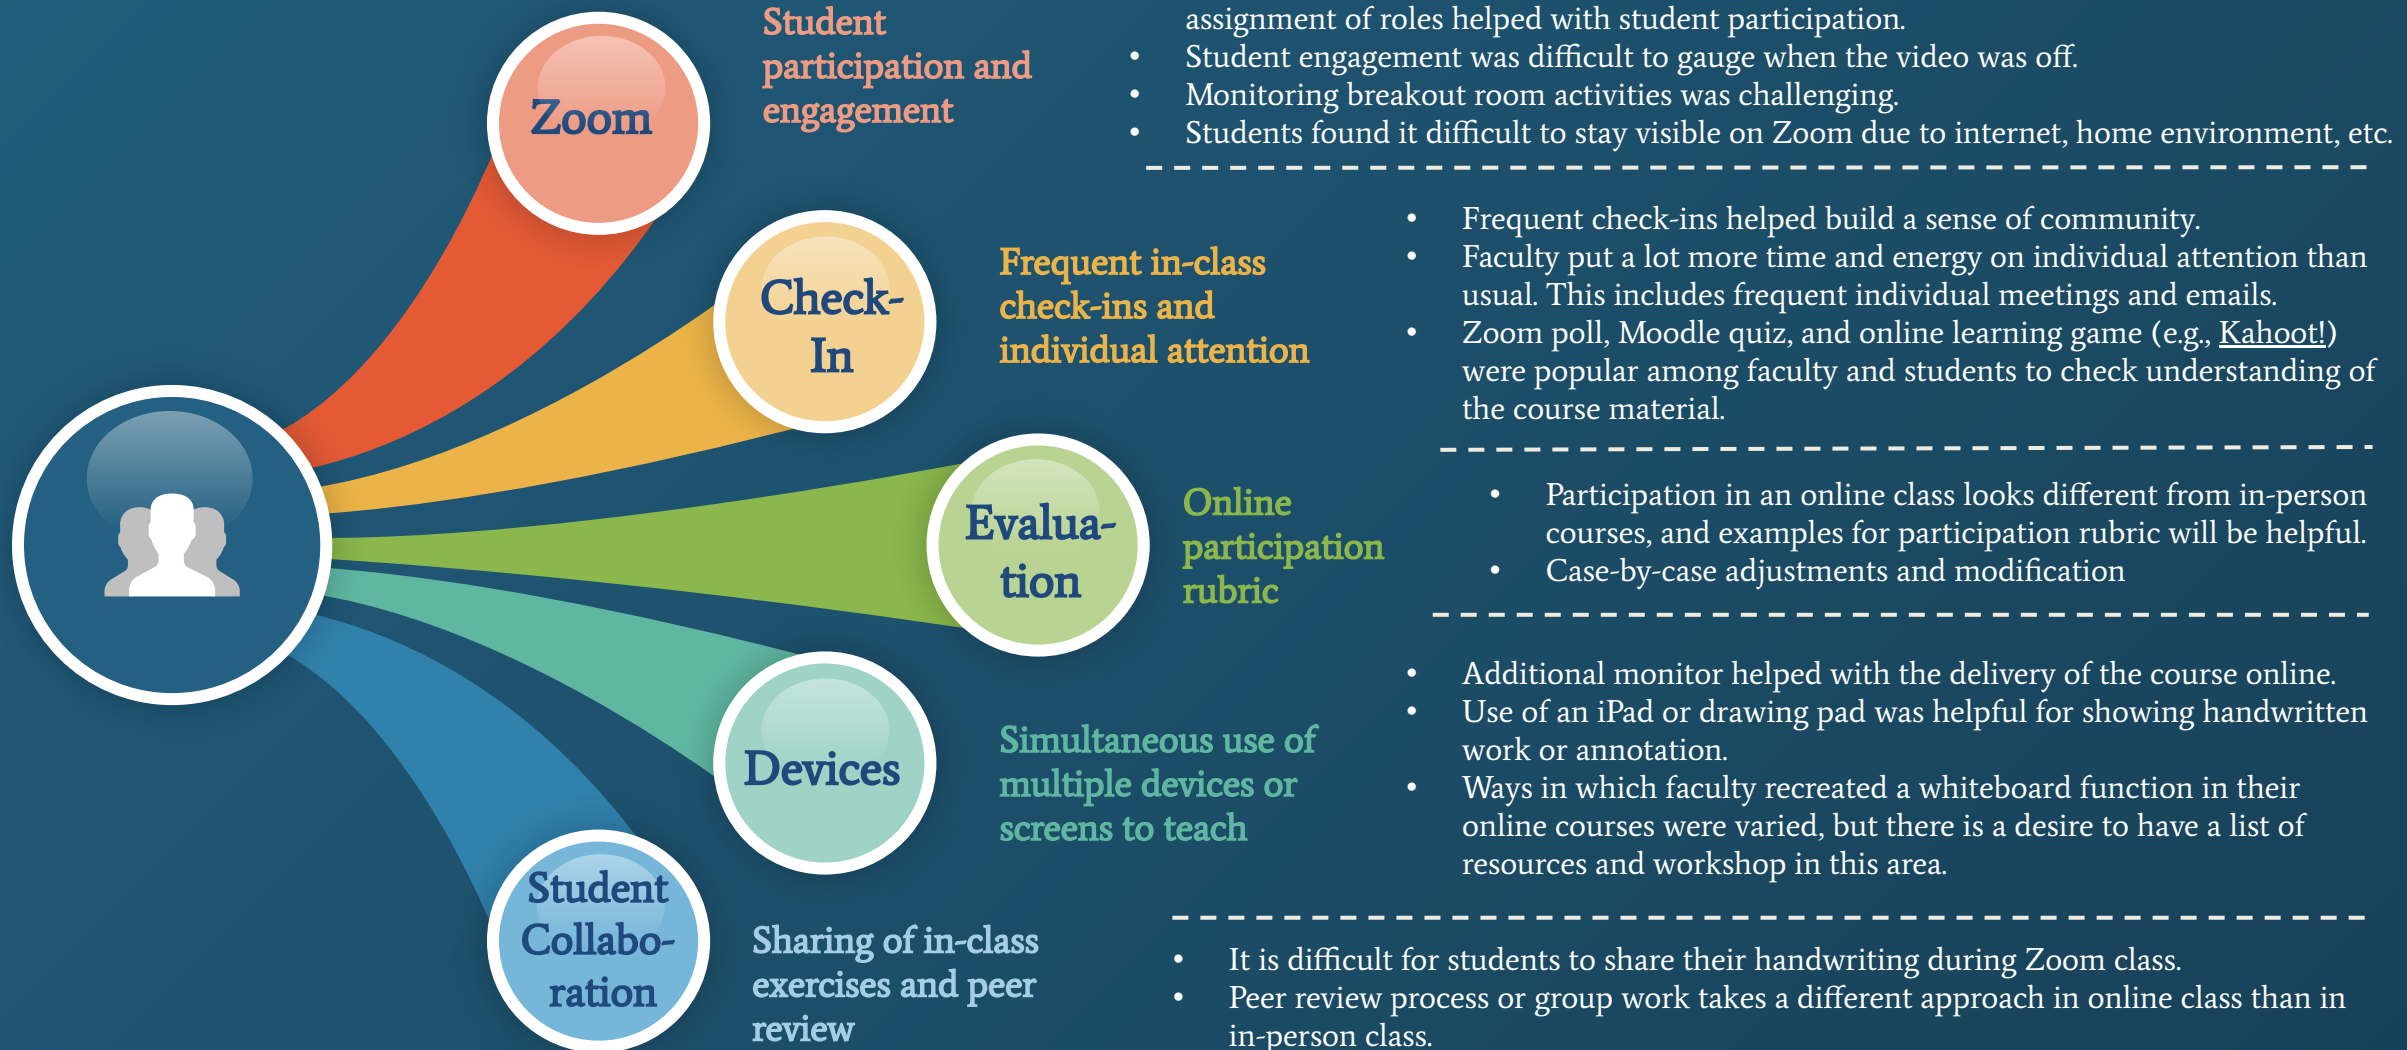 Zoom
Student
participation and
engagement
assignment of roles helped with student participation.
• Student engagement was difficult to gauge when the video was off.
• Monitoring breakout room activities was challenging.
• Students found it difficult to stay visible on Zoom due to internet, home environment, etc.
Check-
In
Frequent in-class
check-ins and
individual attention
• Frequent check-ins helped build a sense of community.
• Faculty put a lot more time and energy on individual attention than
usual. This includes frequent individual meetings and emails.
• Zoom poll, Moodle quiz, and online learning game (e.g., Kahoot!)
were popular among faculty and students to check understanding of
the course material.
Evalua-
tion
Online
participation
rubric
• Participation in an online class looks different from in-person
courses, and examples for participation rubric will be helpful.
• Case-by-case adjustments and modification
Devices
Simultaneous use of
multiple devices or
screens to teach
• Additional monitor helped with the delivery of the course online.
• Use of an iPad or drawing pad was helpful for showing handwritten
work or annotation.
• Ways in which faculty recreated a whiteboard function in their
online courses were varied, but there is a desire to have a list of
resources and workshop in this area.
Student
Collabo-
ration
Sharing of in-class
exercises and peer
review
• It is difficult for students to share their handwriting during Zoom class.
• Peer review process or group work takes a different approach in online class than in
in-person class.